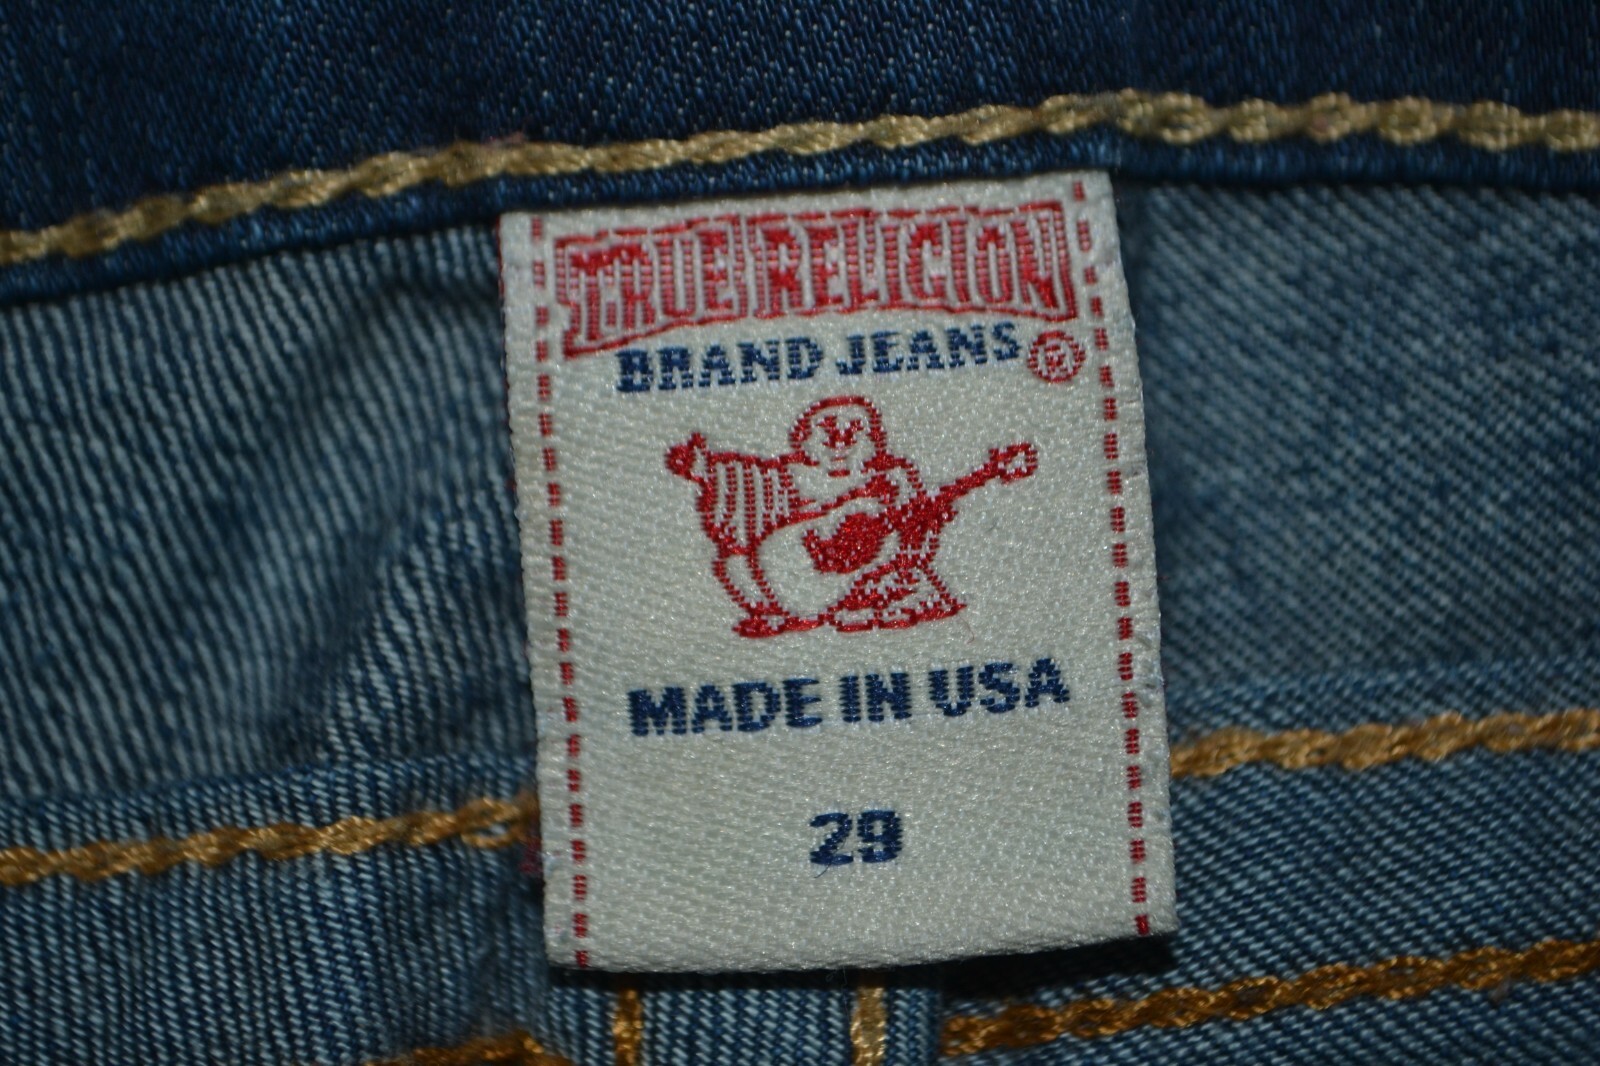 TRUE RELIGION
BRAND JEANS ®
MADE IN USA
29